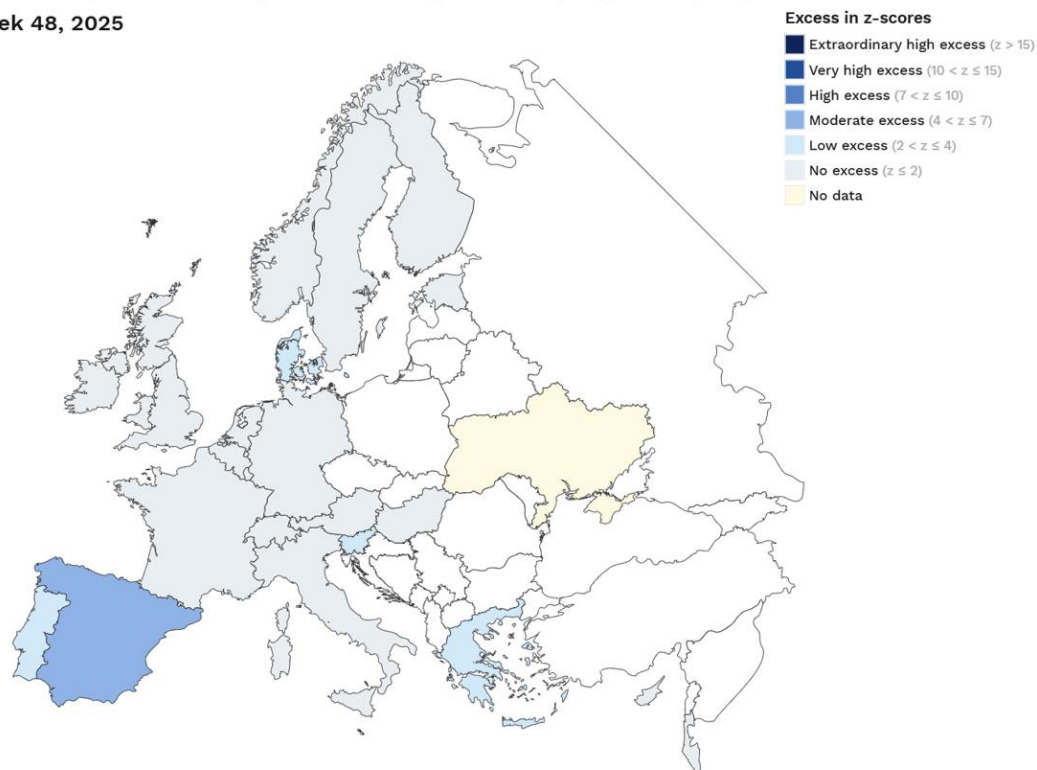 ek 48, 2025
Excess in z-scores
Extraordinary high excess (z > 15)
Very high excess (10 < z ≤ 15)
High excess (7 < z ≤ 10)
Moderate excess (4 < z ≤ 7)
Low excess (2 < z ≤ 4)
No excess (z ≤ 2)
No data